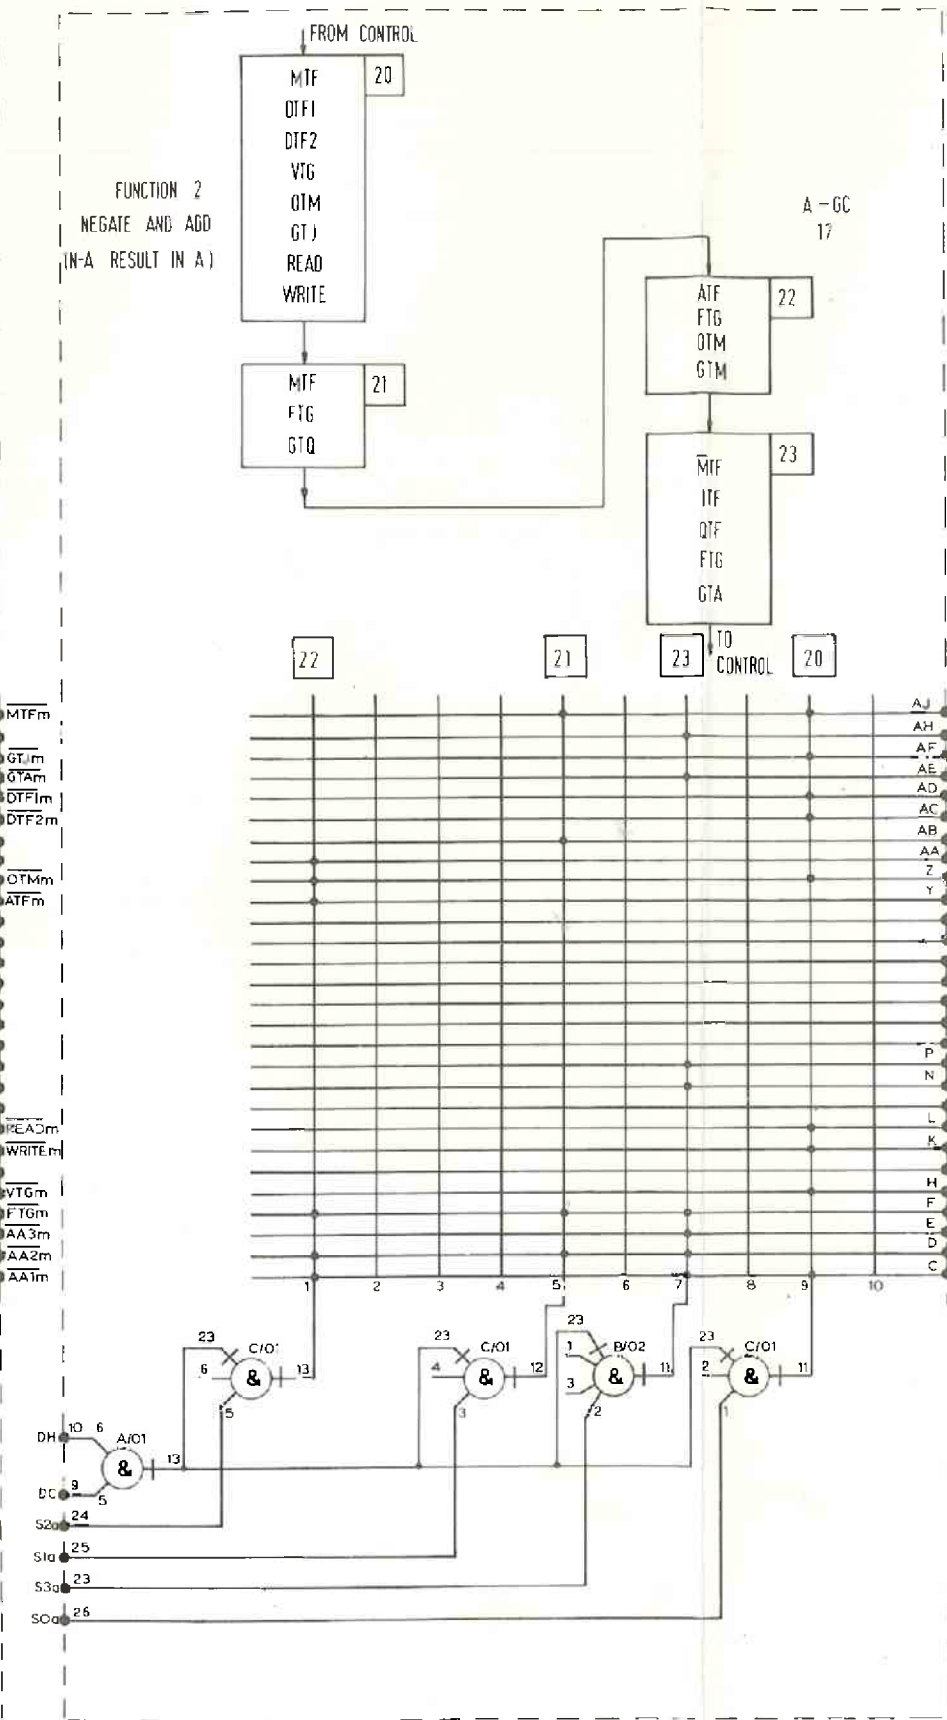 FROM CONTROL
MTF
DTF1
DTF2
VTG
OTM
GTJ
READ
WRITE
20
FUNCTION 2
NEGATE AND ADD
(N-A RESULT IN A)
MTF
FTG
GTQ
21
A-GC
17
ATF
FTG
OTM
GTM
22
M̅TF
ITF
QTF
FTG
GTA
23
TO
CONTROL
22
21
23
20
MTFm
GTJm
GTAm
DTF1m
DTF2m
OTMm
ATFm
READm
WRITEm
VTGm
FTGm
AA3m
AA2m
AA1m
AJ
AH
AF
AE
AD
AC
AB
AA
Z
Y
P
N
L
K
H
F
E
D
C
1 2 3 4 5 6 7 8 9 10
23 C/01 6 & 13 5
23 C/01 4 & 12 3
23 B/02 1 3 & 11 2
23 C/01 2 & 11 1
DH 10 6 A/01
& 13
DC 9 5
S2a 24
S1a 25
S3a 23
S0a 26